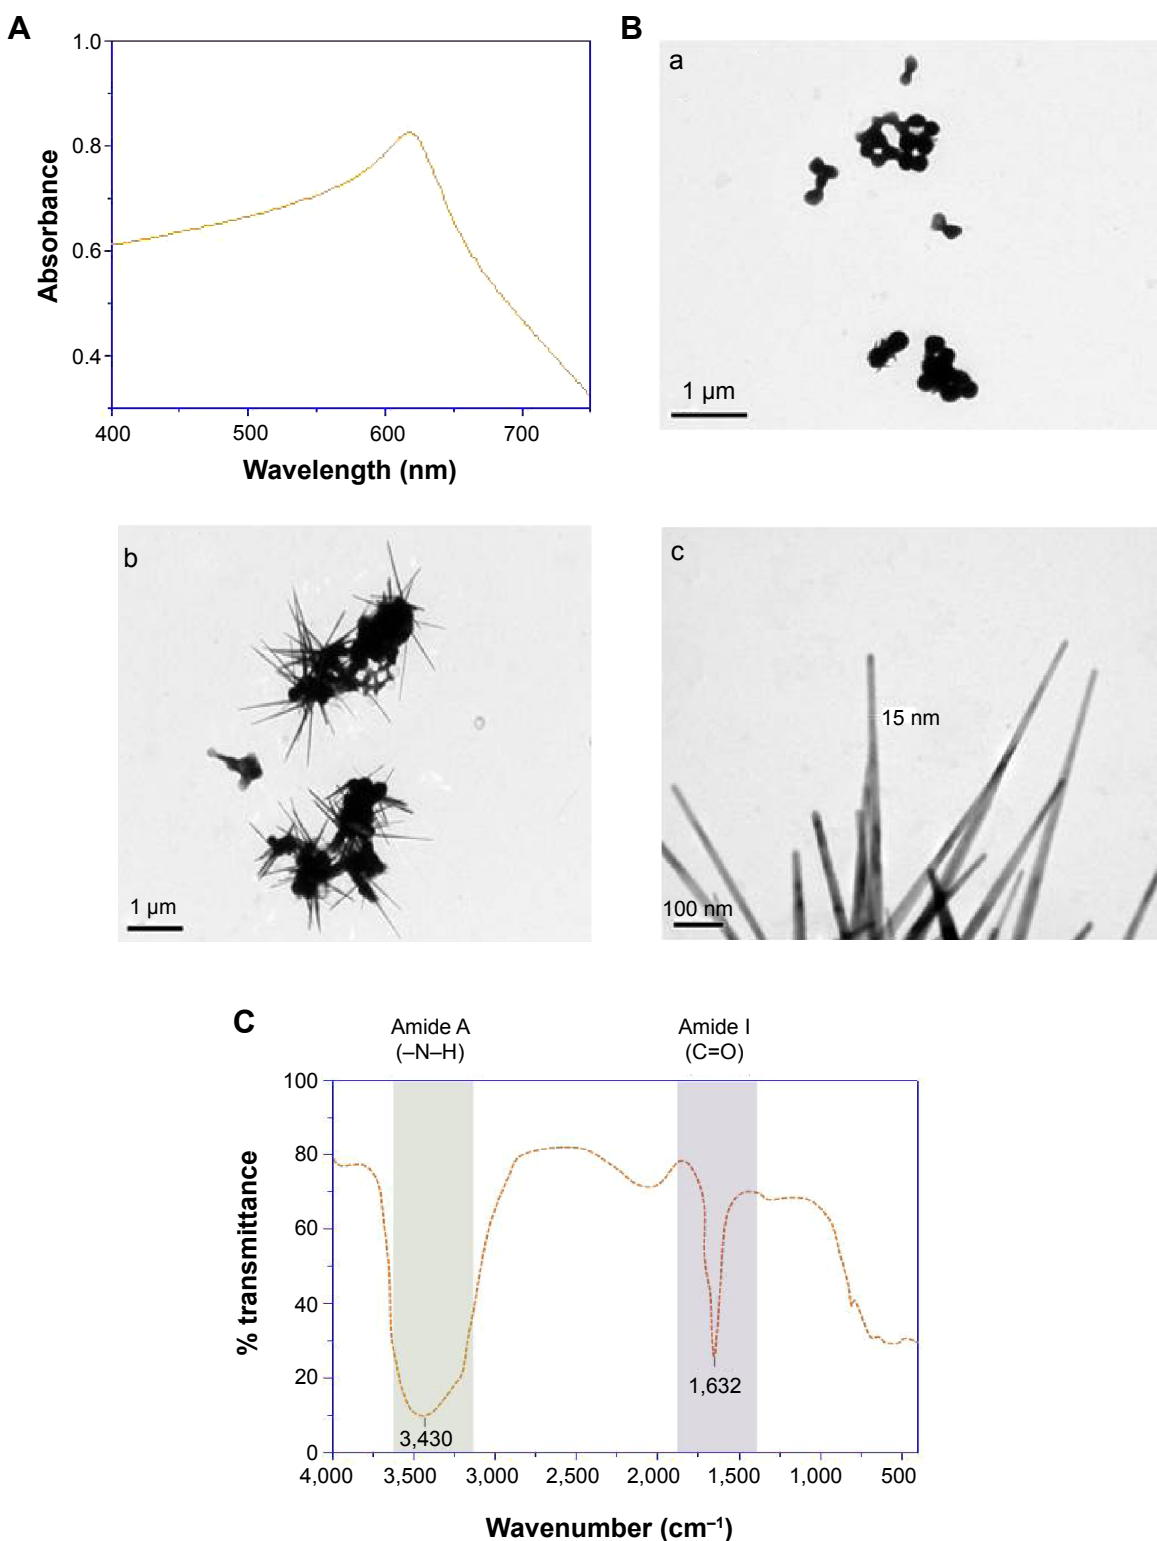 A
B
1.0
0.8
0.6
0.4
Absorbance
400
500
600
700
Wavelength (nm)
a
1 µm
b
1 µm
c
15 nm
100 nm
C
Amide A
(–N–H)
Amide I
(C=O)
100
80
60
40
20
0
% transmittance
3,430
1,632
4,000
3,500
3,000
2,500
2,000
1,500
1,000
500
Wavenumber (cm⁻¹)